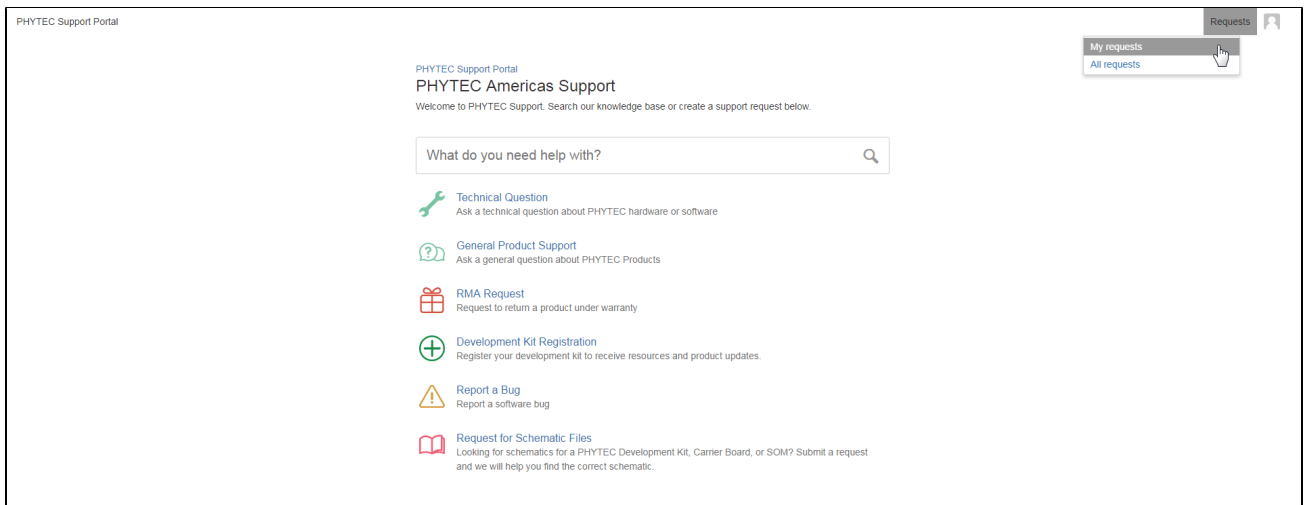 PHYTEC Support Portal
Requests
My requests
All requests
PHYTEC Support Portal
PHYTEC Americas Support
Welcome to PHYTEC Support. Search our knowledge base or create a support request below.
What do you need help with?
Technical Question
Ask a technical question about PHYTEC hardware or software
General Product Support
Ask a general question about PHYTEC Products
RMA Request
Request to return a product under warranty
Development Kit Registration
Register your development kit to receive resources and product updates.
Report a Bug
Report a software bug
Request for Schematic Files
Looking for schematics for a PHYTEC Development Kit, Carrier Board, or SOM? Submit a request
and we will help you find the correct schematic.